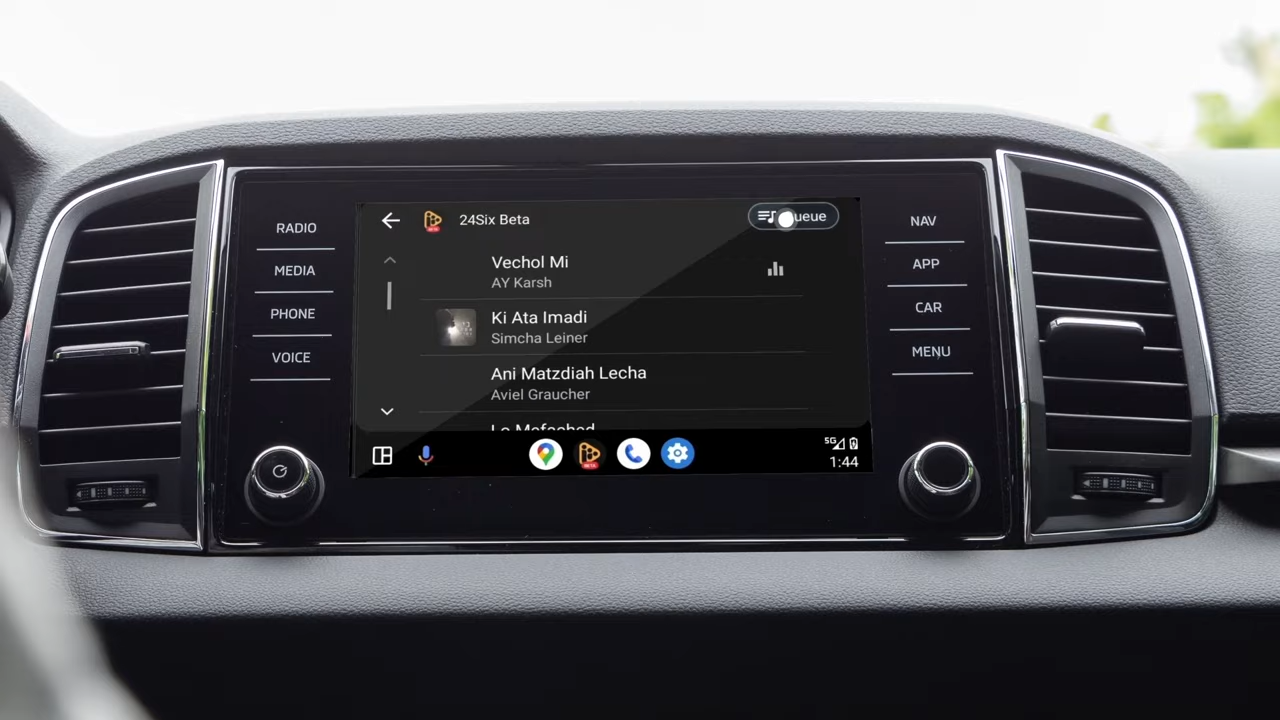 RADIO
MEDIA
PHONE
VOICE
24Six Beta
Vechol Mi
AY Karsh
Ki Ata Imadi
Simcha Leiner
Ani Matzdiah Lecha
Aviel Graucher
5G
1:44
NAV
APP
CAR
MENU